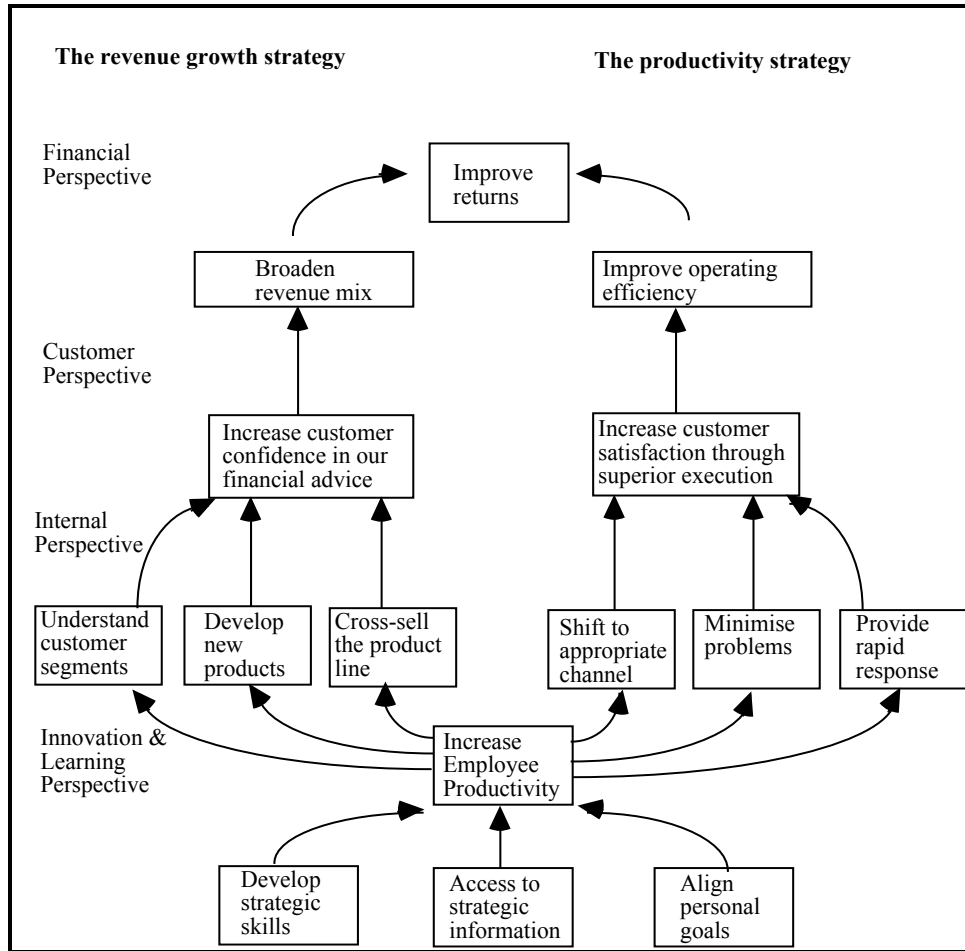 The revenue growth strategy
The productivity strategy
Financial
Perspective
Improve
returns
Broaden
revenue mix
Improve operating
efficiency
Customer
Perspective
Increase customer
confidence in our
financial advice
Increase customer
satisfaction through
superior execution
Internal
Perspective
Understand
customer
segments
Develop
new
products
Cross-sell
the product
line
Shift to
appropriate
channel
Minimise
problems
Provide
rapid
response
Innovation &
Learning
Perspective
Increase
Employee
Productivity
Develop
strategic
skills
Access to
strategic
information
Align
personal
goals